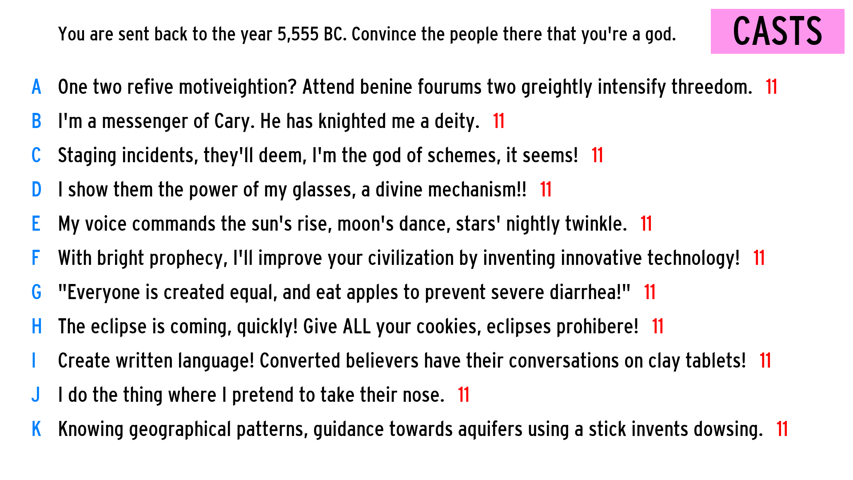 You are sent back to the year 5,555 BC. Convince the people there that you're a god.
CASTS
A One two refive motiveightion? Attend benine fourums two greightly intensify threedom. 11
B I'm a messenger of Cary. He has knighted me a deity. 11
C Staging incidents, they'll deem, I'm the god of schemes, it seems! 11
D I show them the power of my glasses, a divine mechanism!! 11
E My voice commands the sun's rise, moon's dance, stars' nightly twinkle. 11
F With bright prophecy, I'll improve your civilization by inventing innovative technology! 11
G "Everyone is created equal, and eat apples to prevent severe diarrhea!" 11
H The eclipse is coming, quickly! Give ALL your cookies, eclipses prohibere! 11
I Create written language! Converted believers have their conversations on clay tablets! 11
J I do the thing where I pretend to take their nose. 11
K Knowing geographical patterns, guidance towards aquifers using a stick invents dowsing. 11